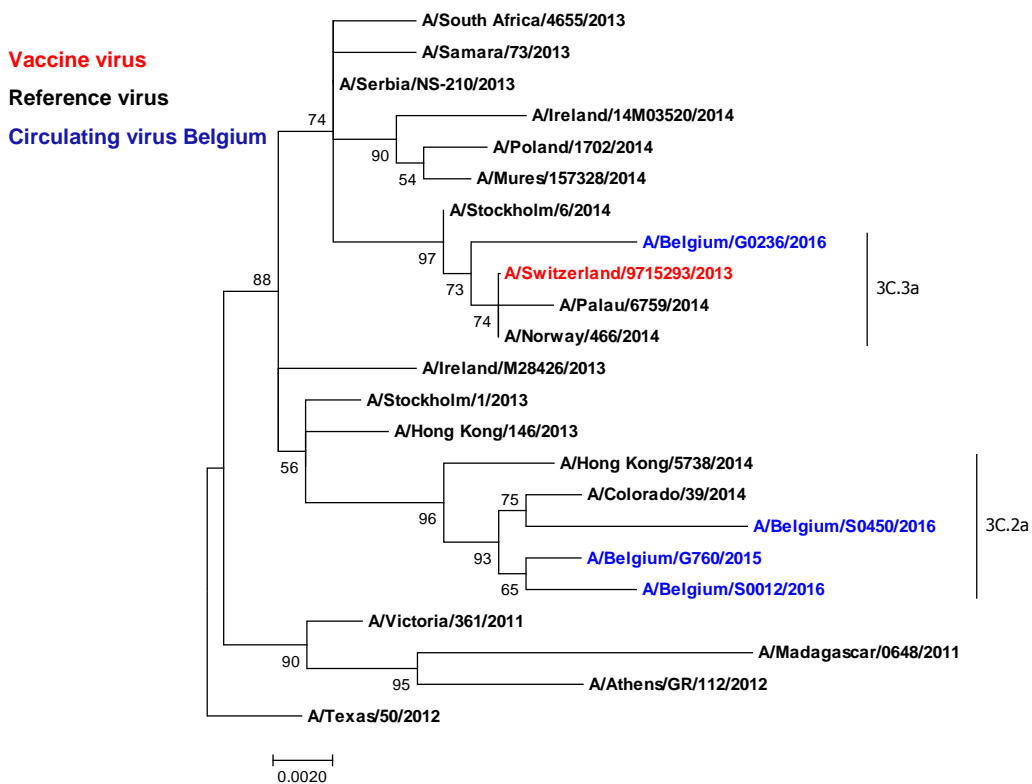 Vaccine virus
Reference virus
Circulating virus Belgium
A/South Africa/4655/2013
A/Samara/73/2013
A/Serbia/NS-210/2013
74
A/Ireland/14M03520/2014
90
A/Poland/1702/2014
54
A/Mures/157328/2014
A/Stockholm/6/2014
97
A/Belgium/G0236/2016
73
A/Switzerland/9715293/2013
3C.3a
88
A/Palau/6759/2014
74
A/Norway/466/2014
A/Ireland/M28426/2013
A/Stockholm/1/2013
A/Hong Kong/146/2013
56
A/Hong Kong/5738/2014
96
75
A/Colorado/39/2014
A/Belgium/S0450/2016
3C.2a
93
A/Belgium/G760/2015
65
A/Belgium/S0012/2016
A/Victoria/361/2011
90
A/Madagascar/0648/2011
95
A/Athens/GR/112/2012
A/Texas/50/2012
0.0020